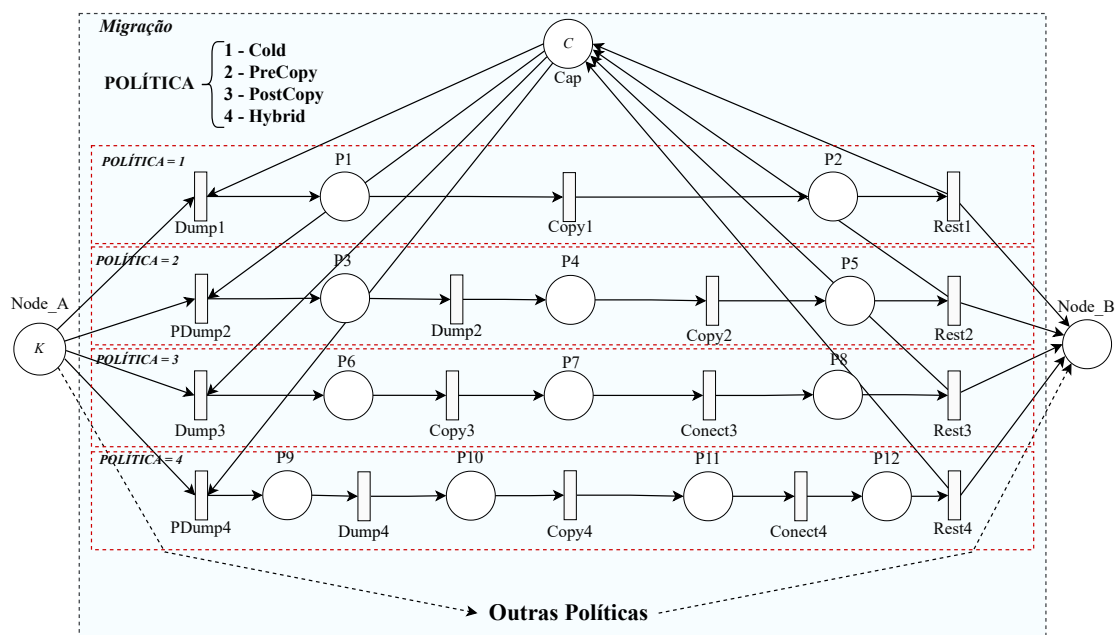 Migração
C
Cap
POLÍTICA
1 - Cold
2 - PreCopy
3 - PostCopy
4 - Hybrid
POLÍTICA = 1
P1
P2
Dump1
Copy1
Rest1
POLÍTICA = 2
P3
P4
P5
PDump2
Dump2
Copy2
Rest2
Node_A
K
Node_B
POLÍTICA = 3
P6
P7
P8
Dump3
Copy3
Conect3
Rest3
POLÍTICA = 4
P9
P10
P11
P12
PDump4
Dump4
Copy4
Conect4
Rest4
Outras Políticas